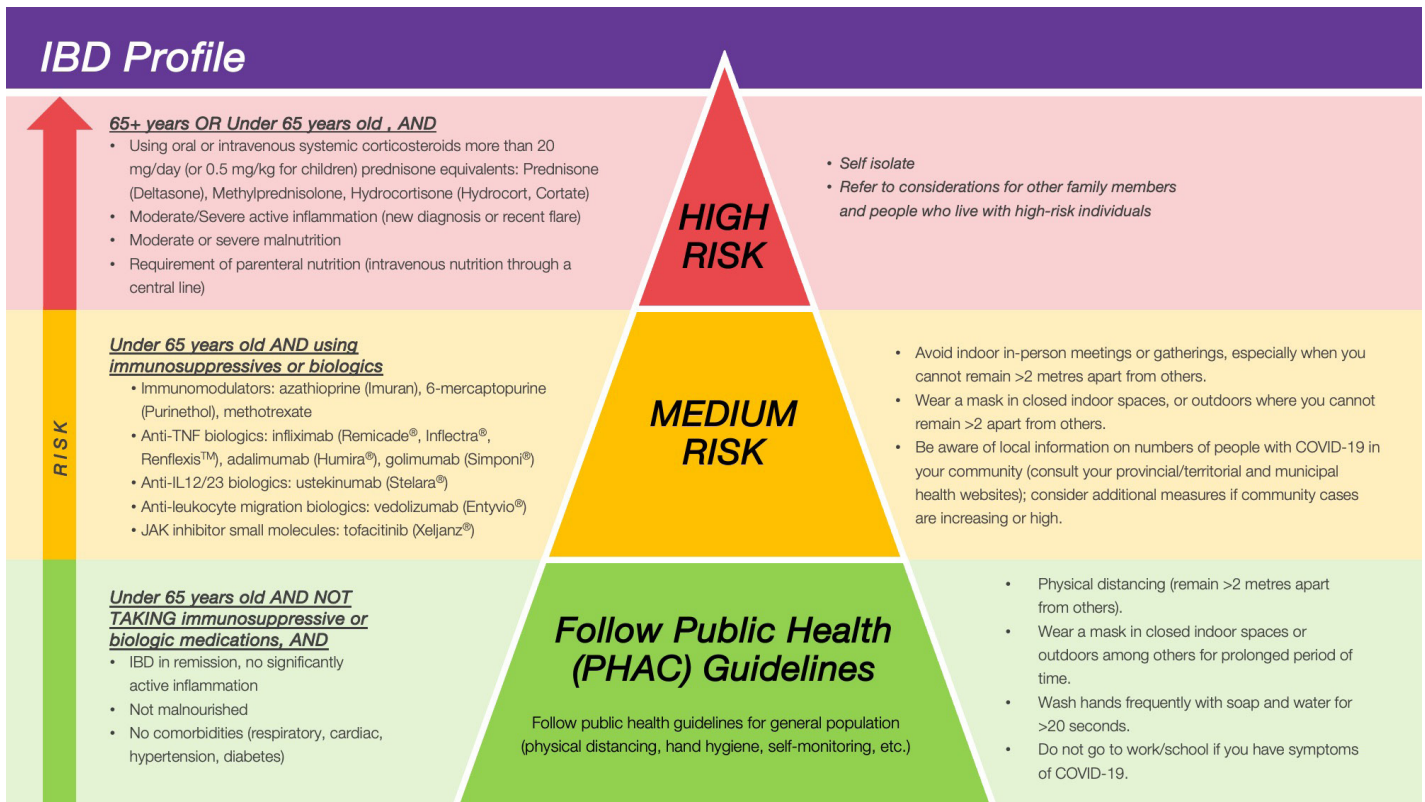 IBD Profile
65+ years OR Under 65 years old , AND
• Using oral or intravenous systemic corticosteroids more than 20
mg/day (or 0.5 mg/kg for children) prednisone equivalents: Prednisone
(Deltasone), Methylprednisolone, Hydrocortisone (Hydrocort, Cortate)
• Moderate/Severe active inflammation (new diagnosis or recent flare)
• Moderate or severe malnutrition
• Requirement of parenteral nutrition (intravenous nutrition through a
central line)
HIGH
RISK
• Self isolate
• Refer to considerations for other family members
and people who live with high-risk individuals
RISK
Under 65 years old AND using
immunosuppressives or biologics
• Immunomodulators: azathioprine (Imuran), 6-mercaptopurine
(Purinethol), methotrexate
• Anti-TNF biologics: infliximab (Remicade®, Inflectra®,
Renflexis™), adalimumab (Humira®), golimumab (Simponi®)
• Anti-IL12/23 biologics: ustekinumab (Stelara®)
• Anti-leukocyte migration biologics: vedolizumab (Entyvio®)
• JAK inhibitor small molecules: tofacitinib (Xeljanz®)
MEDIUM
RISK
• Avoid indoor in-person meetings or gatherings, especially when you
cannot remain >2 metres apart from others.
• Wear a mask in closed indoor spaces, or outdoors where you cannot
remain >2 apart from others.
• Be aware of local information on numbers of people with COVID-19 in
your community (consult your provincial/territorial and municipal
health websites); consider additional measures if community cases
are increasing or high.
Under 65 years old AND NOT
TAKING immunosuppressive or
biologic medications, AND
• IBD in remission, no significantly
active inflammation
• Not malnourished
• No comorbidities (respiratory, cardiac,
hypertension, diabetes)
Follow Public Health
(PHAC) Guidelines
Follow public health guidelines for general population
(physical distancing, hand hygiene, self-monitoring, etc.)
• Physical distancing (remain >2 metres apart
from others).
• Wear a mask in closed indoor spaces or
outdoors among others for prolonged period of
time.
• Wash hands frequently with soap and water for
>20 seconds.
• Do not go to work/school if you have symptoms
of COVID-19.